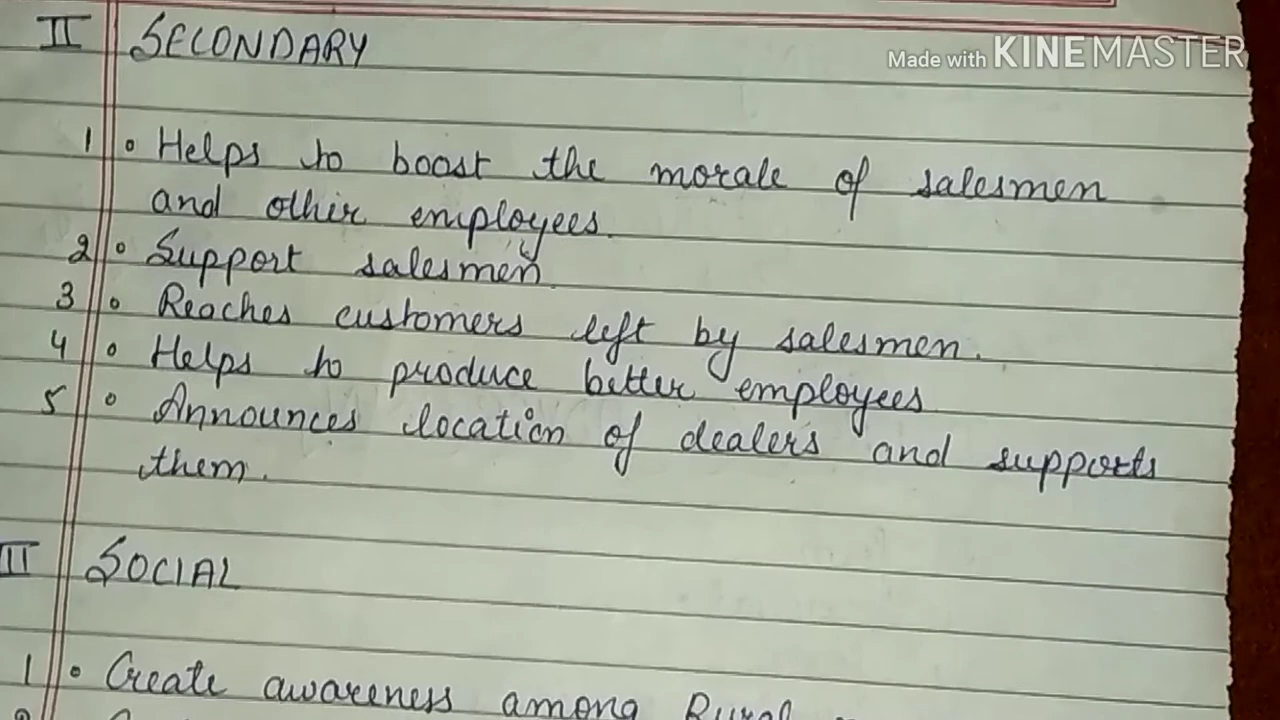 II SECONDARY
Made with KINEMASTER
1 • Helps to boost the morale of salesmen
and other employees.
2 • Support salesmen.
3 • Reaches customers left by salesmen.
4 • Helps to produce better employees
5 • Announces location of dealers and supports
them.
II SOCIAL
1 • Create awareness among Rural